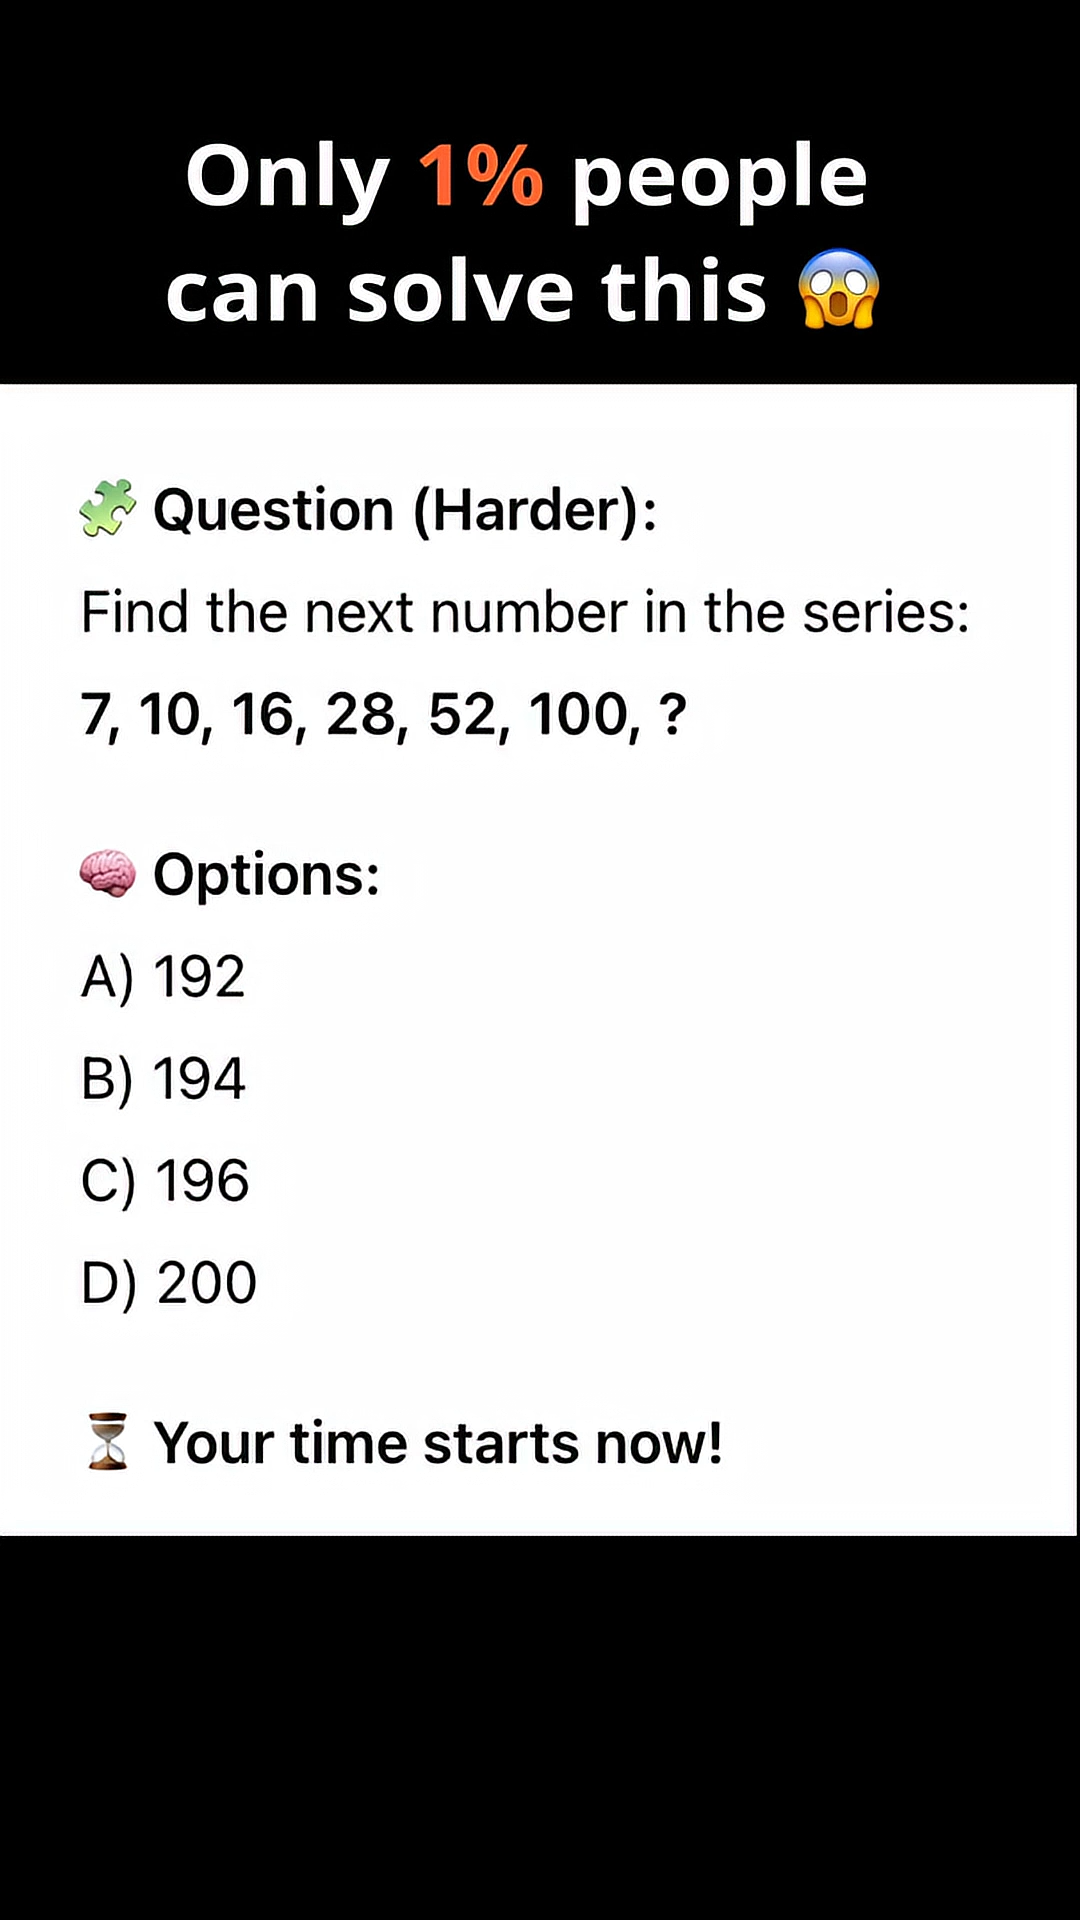 Only 1% people
can solve this 😱
🧩 Question (Harder):
Find the next number in the series:
7, 10, 16, 28, 52, 100, ?
🧠 Options:
A) 192
B) 194
C) 196
D) 200
⏳ Your time starts now!